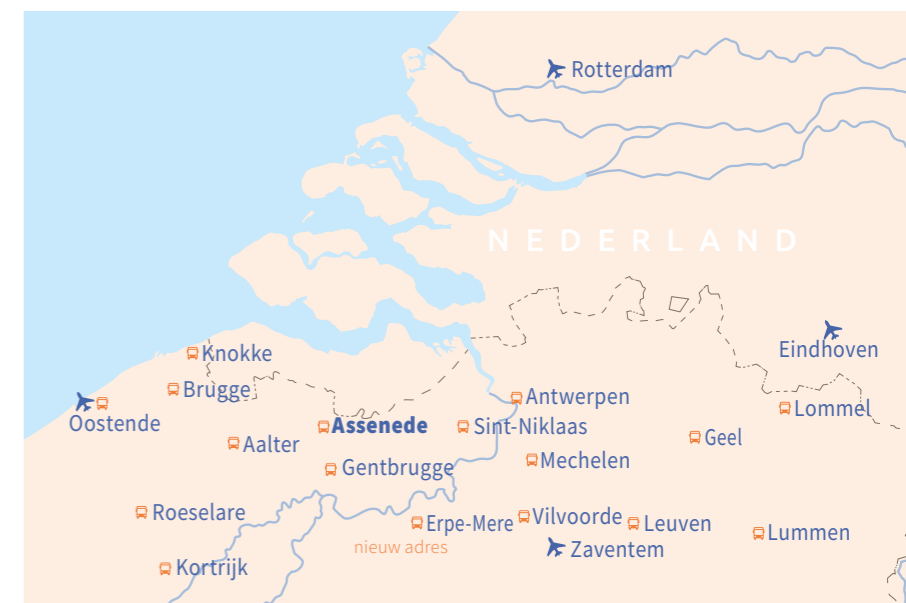 Rotterdam
NEDERLAND
Eindhoven
Knokke
Brugge
Oostende
Antwerpen
Lommel
Assenede
Sint-Niklaas
Aalter
Geel
Gentbrugge
Mechelen
Roeselare
Erpe-Mere
Vilvoorde
Leuven
Lummen
nieuw adres
Zaventem
Kortrijk